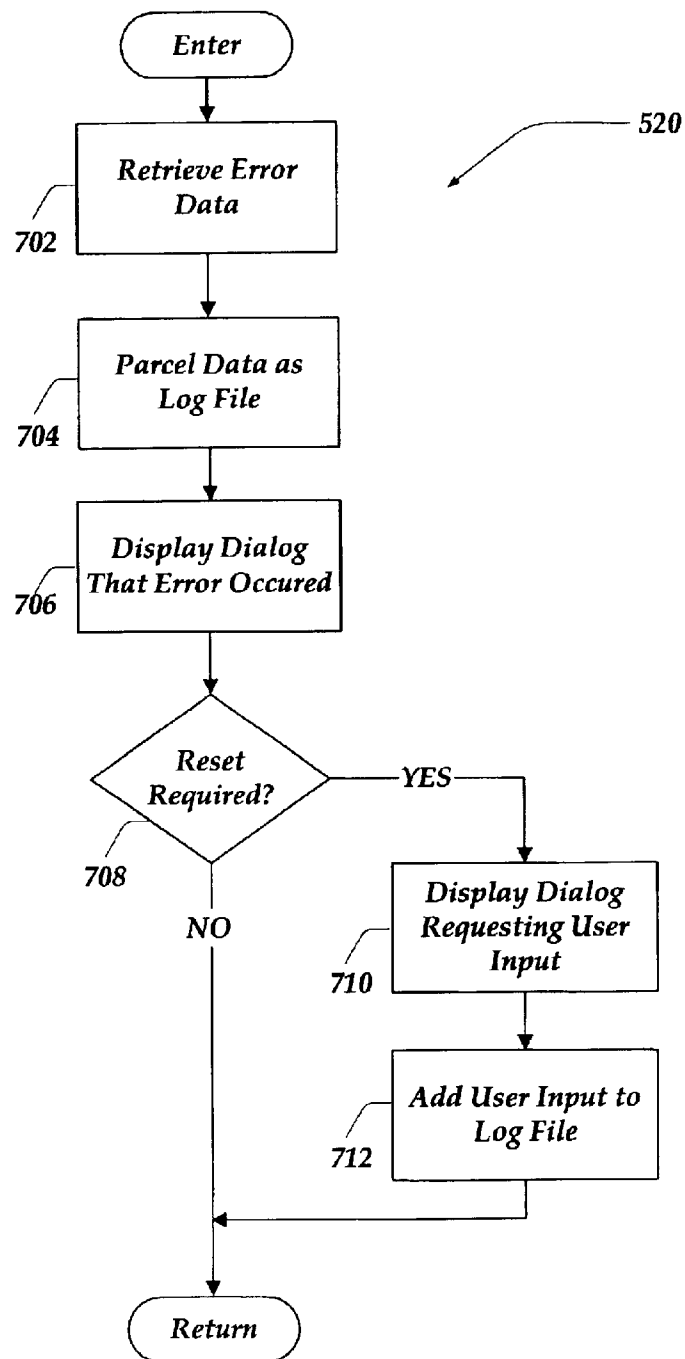 Enter
520
Retrieve Error
Data
702
Parcel Data as
Log File
704
Display Dialog
That Error Occured
706
Reset
Required?
YES
708
NO
Display Dialog
Requesting User
Input
710
Add User Input to
Log File
712
Return